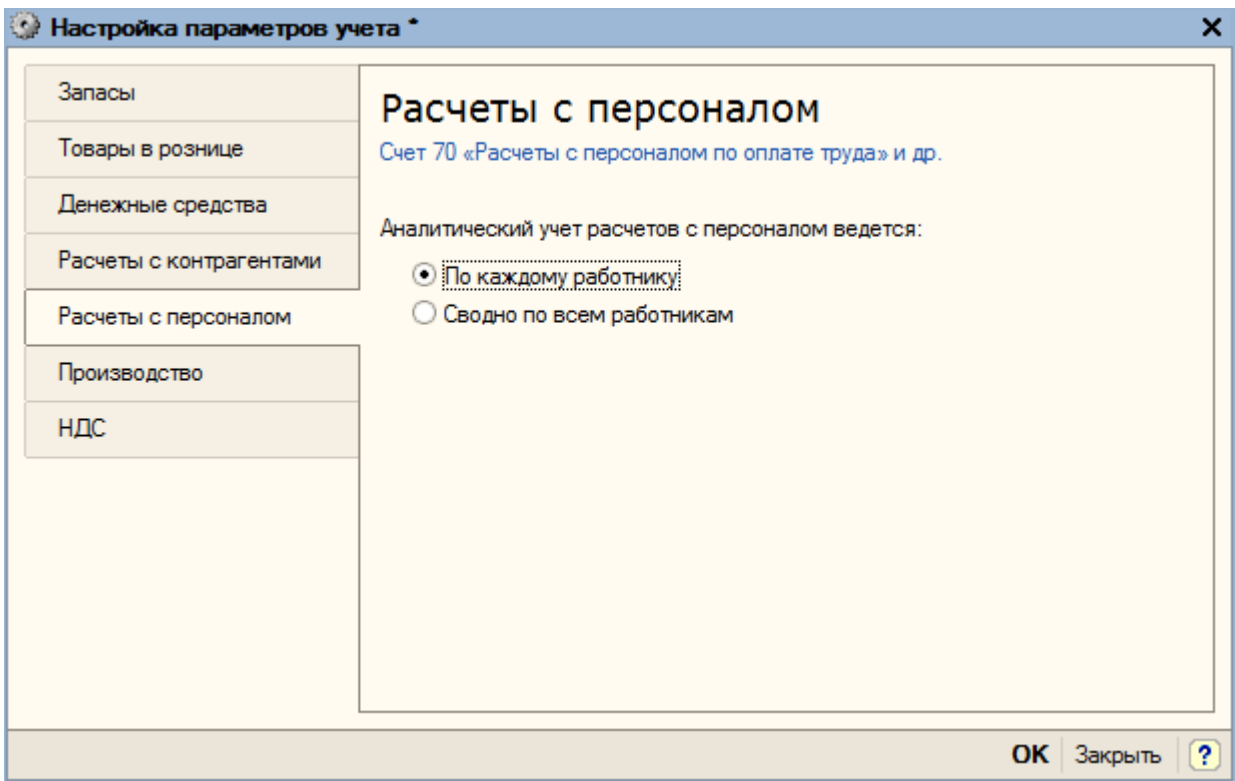 Настройка параметров учета *
Запасы
Товары в рознице
Денежные средства
Расчеты с контрагентами
Расчеты с персоналом
Производство
НДС
Расчеты с персоналом
Счет 70 «Расчеты с персоналом по оплате труда» и др.
Аналитический учет расчетов с персоналом ведется:
По каждому работнику
Сводно по всем работникам
OK Закрыть ?